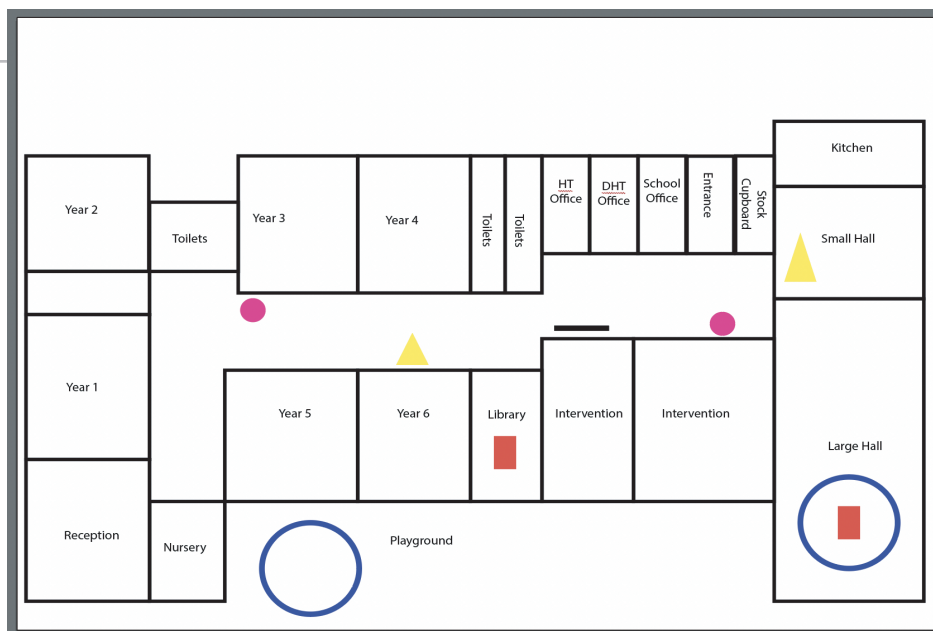 Kitchen
Year 2
Toilets
Year 3
Year 4
Toilets
Toilets
HT
Office
DHT
Office
School
Office
Entrance
Stock
Cupboard
Small Hall
Year 1
Year 5
Year 6
Library
Intervention
Intervention
Large Hall
Reception
Nursery
Playground